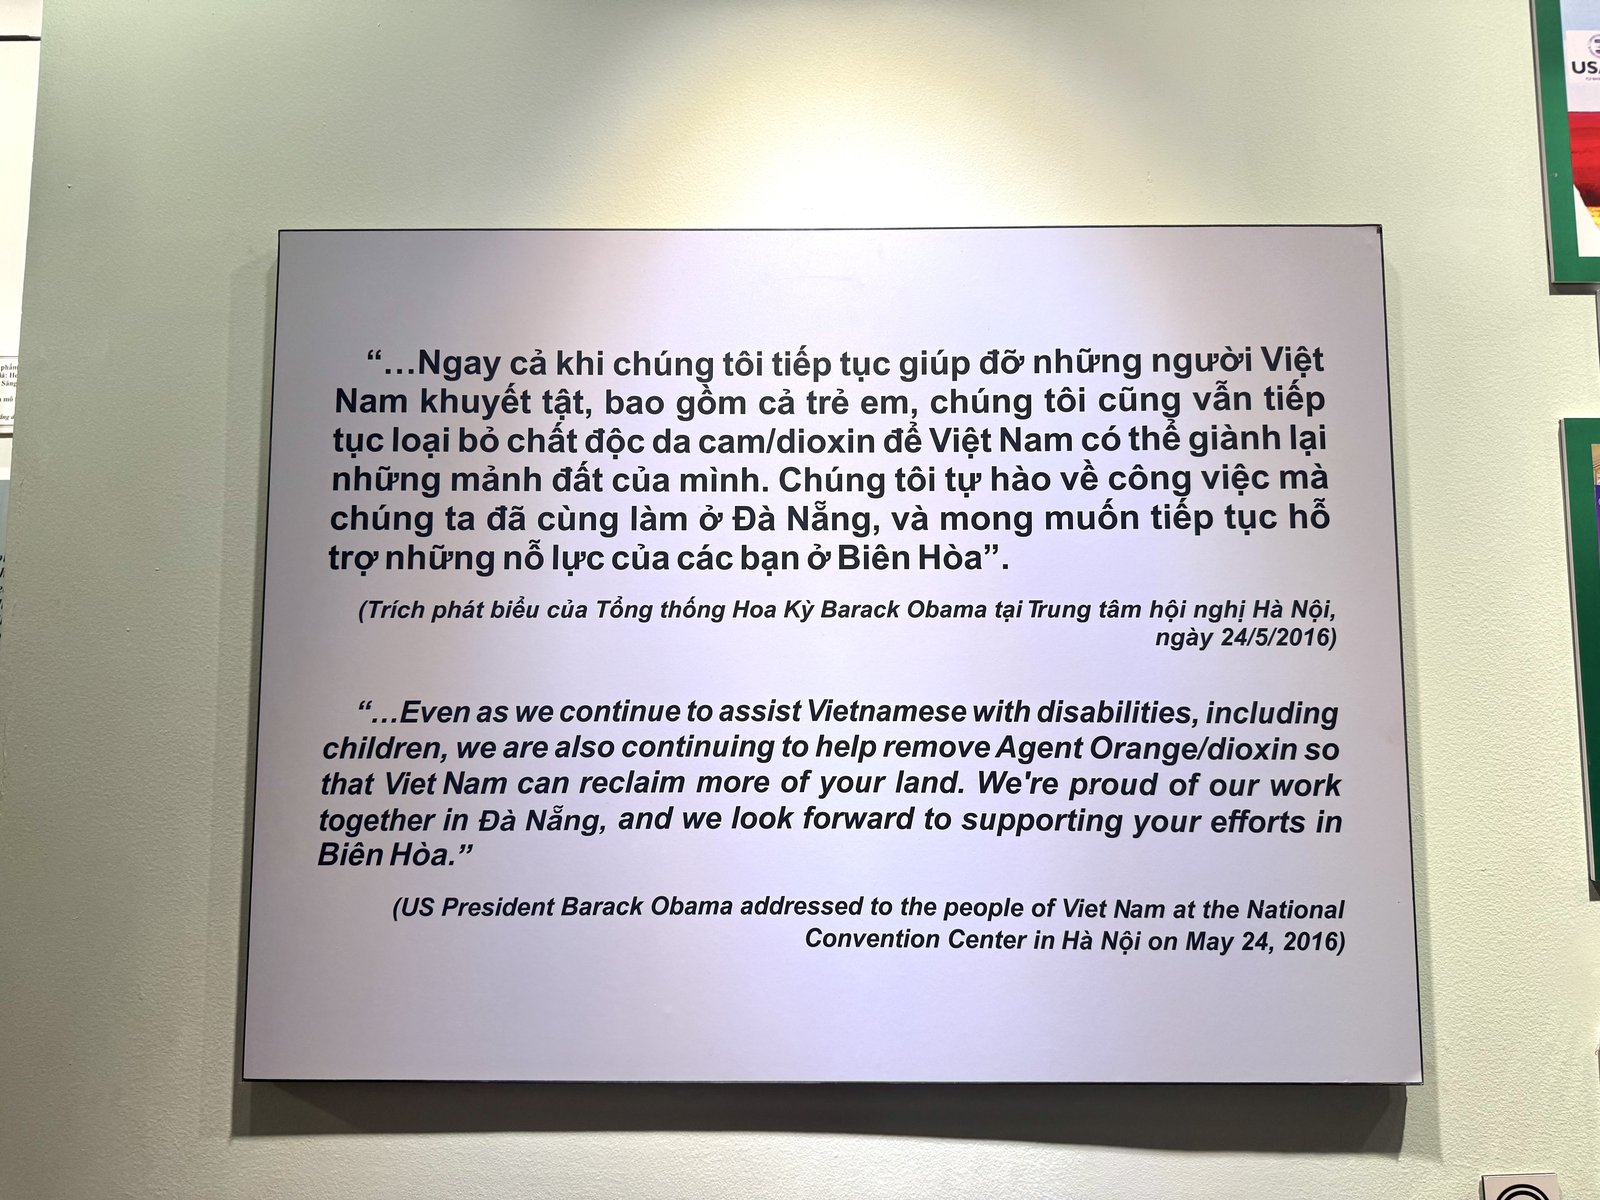 “...Ngay cả khi chúng tôi tiếp tục giúp đỡ những người Việt
Nam khuyết tật, bao gồm cả trẻ em, chúng tôi cũng vẫn tiếp
tục loại bỏ chất độc da cam/dioxin để Việt Nam có thể giành lại
những mảnh đất của mình. Chúng tôi tự hào về công việc mà
chúng ta đã cùng làm ở Đà Nẵng, và mong muốn tiếp tục hỗ
trợ những nỗ lực của các bạn ở Biên Hòa”.
(Trích phát biểu của Tổng thống Hoa Kỳ Barack Obama tại Trung tâm hội nghị Hà Nội,
ngày 24/5/2016)
“...Even as we continue to assist Vietnamese with disabilities, including
children, we are also continuing to help remove Agent Orange/dioxin so
that Viet Nam can reclaim more of your land. We're proud of our work
together in Đà Nẵng, and we look forward to supporting your efforts in
Biên Hòa.”
(US President Barack Obama addressed to the people of Viet Nam at the National
Convention Center in Hà Nội on May 24, 2016)